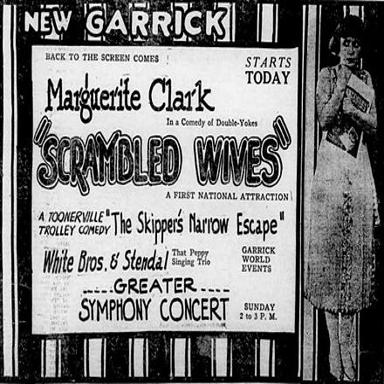 NEW GARRICK
BACK TO THE SCREEN COMES
STARTS
TODAY
Marguerite Clark
In a Comedy of Double-Yokes
"SCRAMBLED WIVES"
A FIRST NATIONAL ATTRACTION
A TOONERVILLE
TROLLEY COMEDY
"The Skipper's Narrow Escape"
White Bros. & Stendal
That Peppy
Singing Trio
GARRICK
WORLD
EVENTS
GREATER
SYMPHONY CONCERT
SUNDAY
2 to 3 P. M.